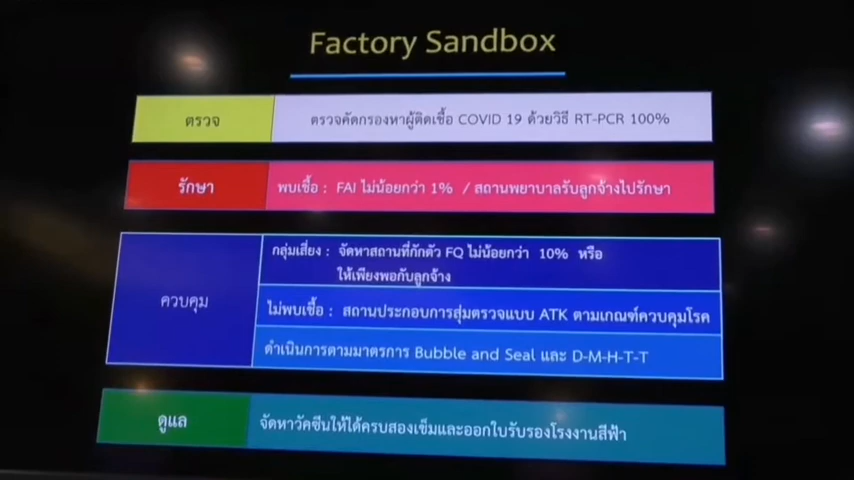 Factory Sandbox
ตรวจ
ตรวจคัดกรองหาผู้ติดเชื้อ COVID 19 ด้วยวิธี RT-PCR 100%
รักษา
พบเชื้อ : FAI ไม่น้อยกว่า 1% / สถานพยาบาลรับลูกจ้างไปรักษา
ควบคุม
กลุ่มเสี่ยง : จัดหาสถานที่กักตัว FQ ไม่น้อยกว่า 10% หรือ
ให้เพียงพอกับลูกจ้าง
ไม่พบเชื้อ : สถานประกอบการสุ่มตรวจแบบ ATK ตามเกณฑ์ควบคุมโรค
ดำเนินการตามมาตรการ Bubble and Seal และ D-M-H-T-T
ดูแล
จัดหาวัคซีนให้ได้ครบสองเข็มและออกใบรับรองโรงงานสีฟ้า